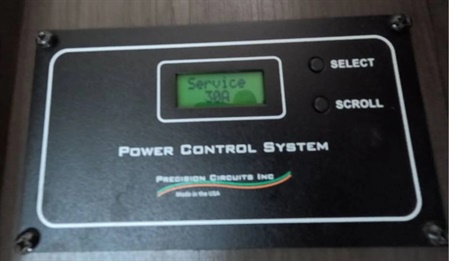 Service
30A
SELECT
SCROLL
POWER CONTROL SYSTEM
PRECISION CIRCUITS INC
Made in the USA